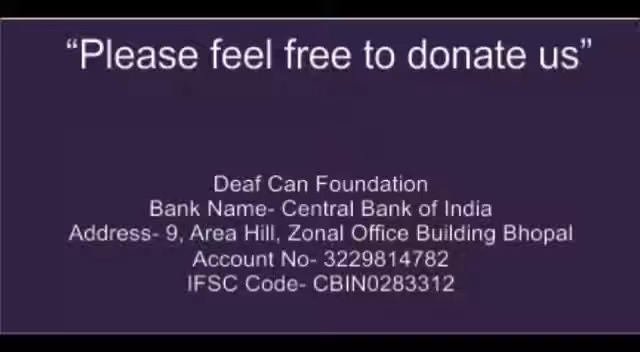 “Please feel free to donate us”
Deaf Can Foundation
Bank Name- Central Bank of India
Address- 9, Area Hill, Zonal Office Building Bhopal
Account No- 3229814782
IFSC Code- CBIN0283312